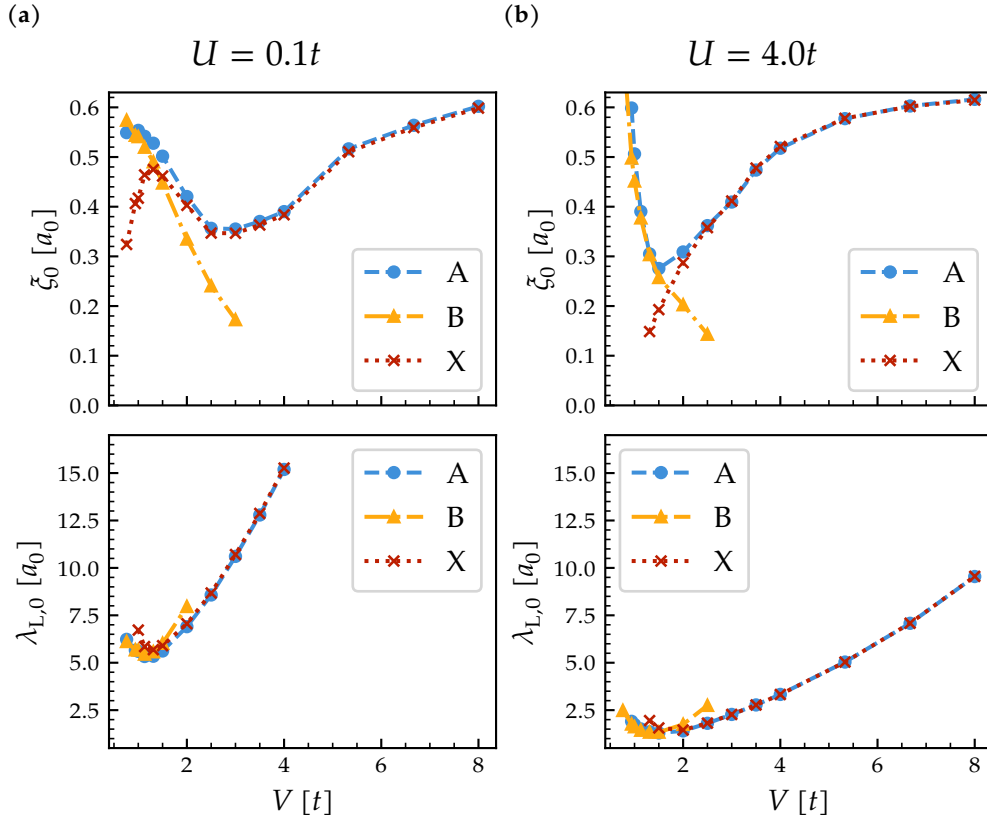 (a)
U = 0.1t
(b)
U = 4.0t
ξ₀ [a₀]
0.6
0.5
0.4
0.3
0.2
0.1
0.0
A
B
X
ξ₀ [a₀]
0.6
0.5
0.4
0.3
0.2
0.1
0.0
A
B
X
λL,0 [a₀]
15.0
12.5
10.0
7.5
5.0
2.5
A
B
X
2 4 6 8
V [t]
λL,0 [a₀]
15.0
12.5
10.0
7.5
5.0
2.5
A
B
X
2 4 6 8
V [t]